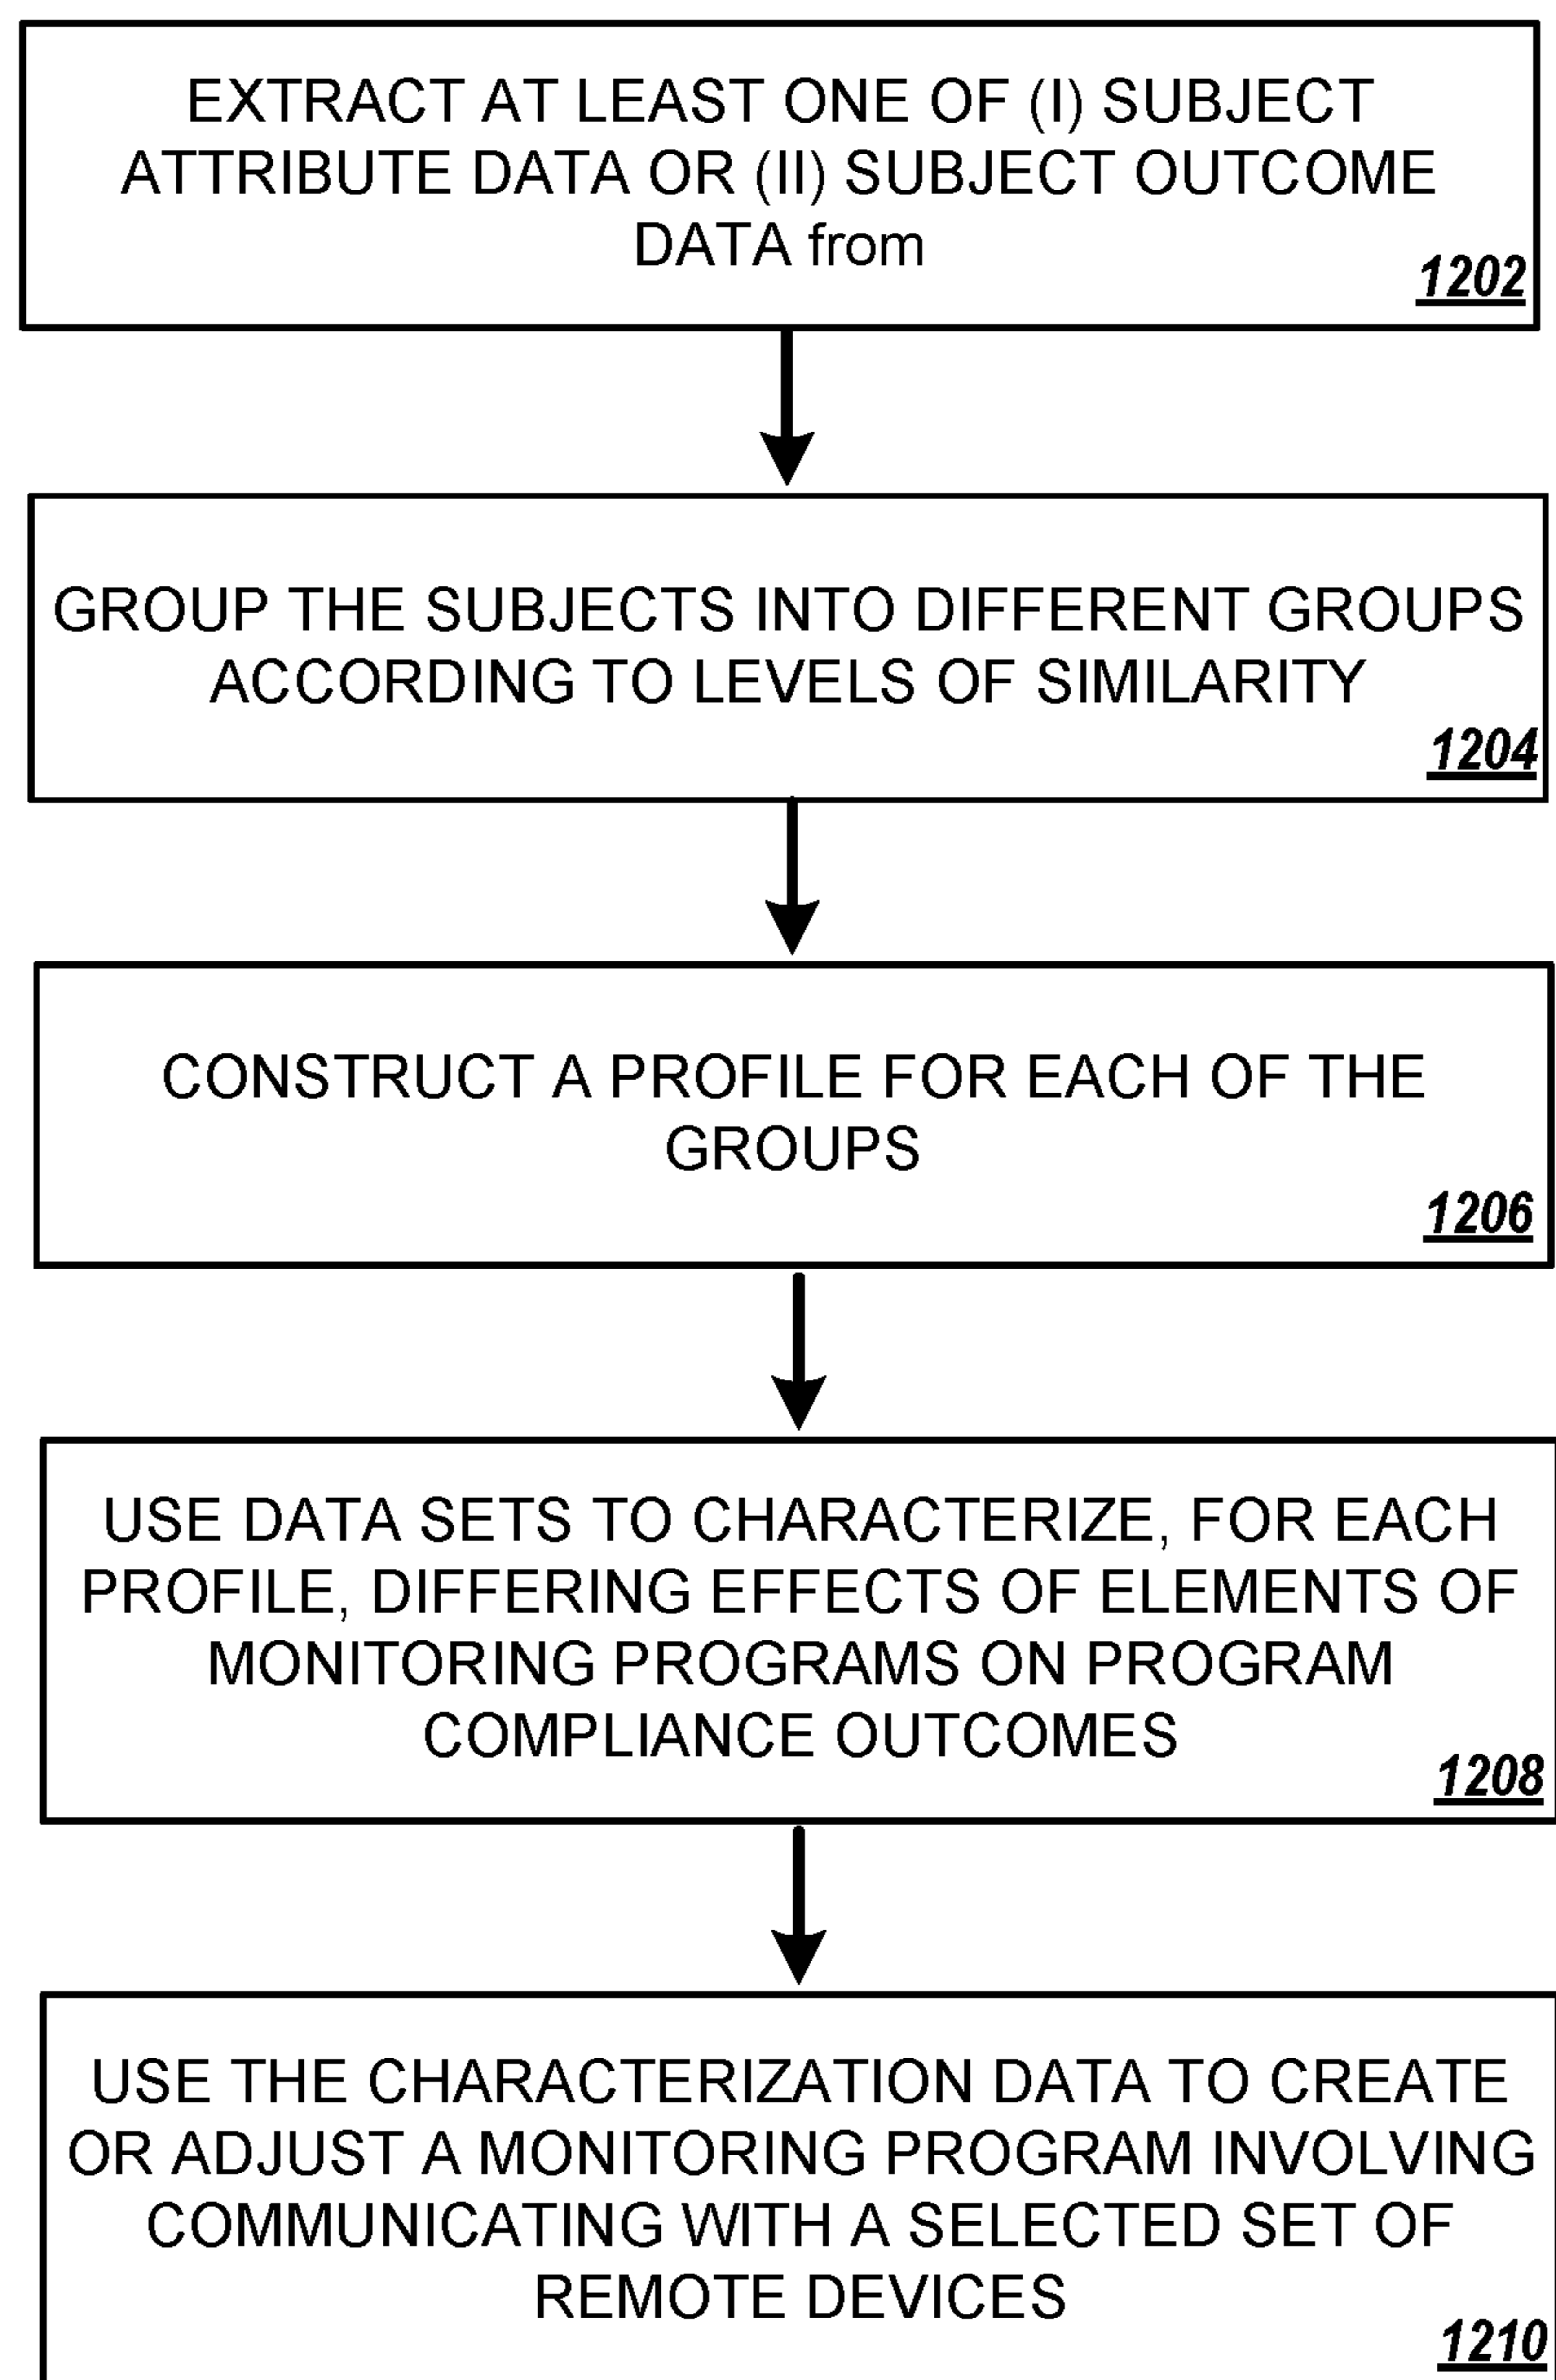 EXTRACT AT LEAST ONE OF (I) SUBJECT
ATTRIBUTE DATA OR (II) SUBJECT OUTCOME
DATA from
1202
GROUP THE SUBJECTS INTO DIFFERENT GROUPS
ACCORDING TO LEVELS OF SIMILARITY
1204
CONSTRUCT A PROFILE FOR EACH OF THE
GROUPS
1206
USE DATA SETS TO CHARACTERIZE, FOR EACH
PROFILE, DIFFERING EFFECTS OF ELEMENTS OF
MONITORING PROGRAMS ON PROGRAM
COMPLIANCE OUTCOMES
1208
USE THE CHARACTERIZATION DATA TO CREATE
OR ADJUST A MONITORING PROGRAM INVOLVING
COMMUNICATING WITH A SELECTED SET OF
REMOTE DEVICES
1210